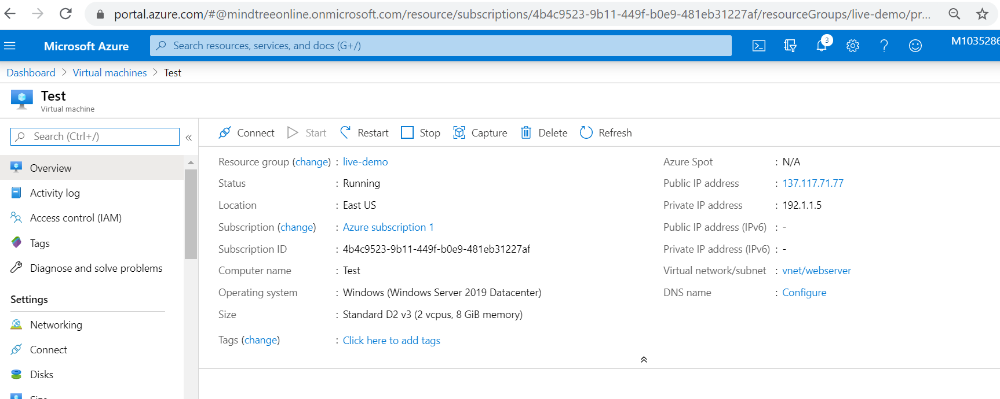 portal.azure.com/#@mindtreeonline.onmicrosoft.com/resource/subscriptions/4b4c9523-9b11-449f-b0e9-481eb31227af/resourceGroups/live-demo/pr...
Microsoft Azure
Search resources, services, and docs (G+/)
3
M1035286
Dashboard > Virtual machines > Test
Test
Virtual machine
Search (Ctrl+/)
«
Overview
Activity log
Access control (IAM)
Tags
Diagnose and solve problems
Settings
Networking
Connect
Disks
Size
Connect Start Restart Stop Capture Delete Refresh
Resource group (change) : live-demo
Status : Running
Location : East US
Subscription (change) : Azure subscription 1
Subscription ID : 4b4c9523-9b11-449f-b0e9-481eb31227af
Computer name : Test
Operating system : Windows (Windows Server 2019 Datacenter)
Size : Standard D2 v3 (2 vcpus, 8 GiB memory)
Tags (change) : Click here to add tags
Azure Spot : N/A
Public IP address : 137.117.71.77
Private IP address : 192.1.1.5
Public IP address (IPv6) : -
Private IP address (IPv6) : -
Virtual network/subnet : vnet/webserver
DNS name : Configure